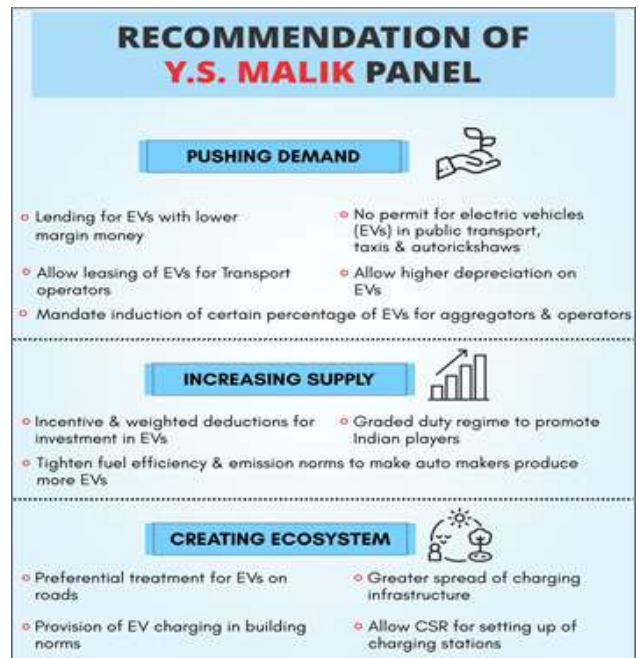 RECOMMENDATION OF
Y.S. MALIK PANEL
PUSHING DEMAND
Lending for EVs with lower
margin money
No permit for electric vehicles
(EVs) in public transport,
taxis & autorickshaws
Allow leasing of EVs for Transport
operators
Allow higher depreciation on
EVs
Mandate induction of certain percentage of EVs for aggregators & operators
INCREASING SUPPLY
Incentive & weighted deductions for
investment in EVs
Graded duty regime to promote
Indian players
Tighten fuel efficiency & emission norms to make auto makers produce
more EVs
CREATING ECOSYSTEM
Preferential treatment for EVs on
roads
Greater spread of charging
infrastructure
Provision of EV charging in building
norms
Allow CSR for setting up of
charging stations